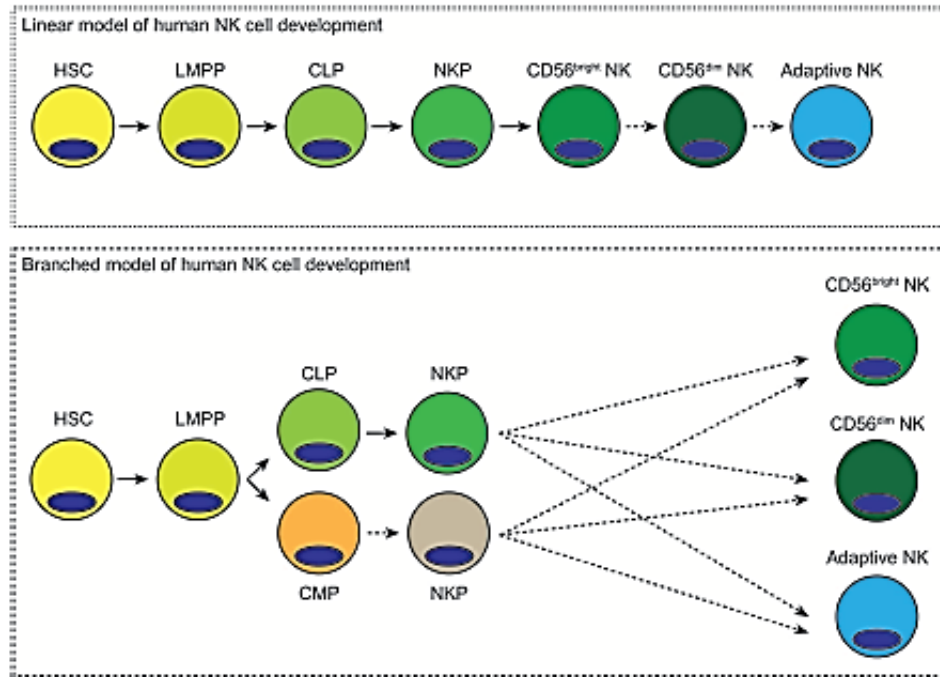 Linear model of human NK cell development
HSC LMPP CLP NKP CD56bright NK CD56dim NK Adaptive NK
Branched model of human NK cell development
CD56bright NK
CLP NKP
HSC LMPP
CD56dim NK
CMP NKP
Adaptive NK